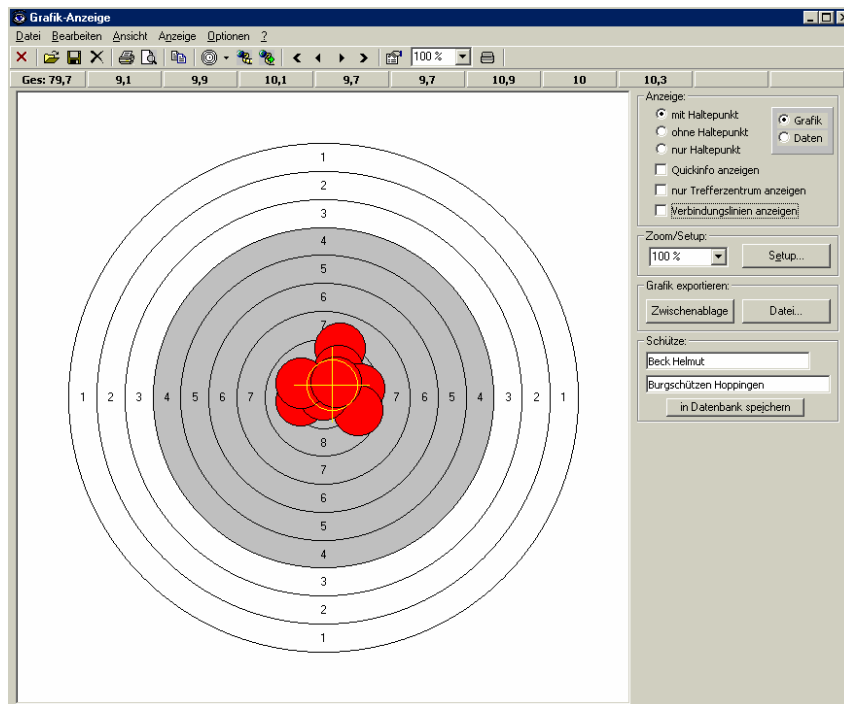 Grafik-Anzeige
Datei Bearbeiten Ansicht Anzeige Optionen ?
100 %
Ges: 79,7 9,1 9,9 10,1 9,7 9,7 10,9 10 10,3
Anzeige:
mit Haltepunkt
ohne Haltepunkt
nur Haltepunkt
Grafik
Daten
Quickinfo anzeigen
nur Trefferzentrum anzeigen
Verbindungslinien anzeigen
Zoom/Setup:
100 % Setup...
Grafik exportieren:
Zwischenablage Datei...
Schütze:
Beck Helmut
Burgschützen Hoppingen
in Datenbank speichern
1
2
3
4
5
6
7
1 2 3 4 5 6 7 7 6 5 4 3 2 1
8
7
6
5
4
3
2
1